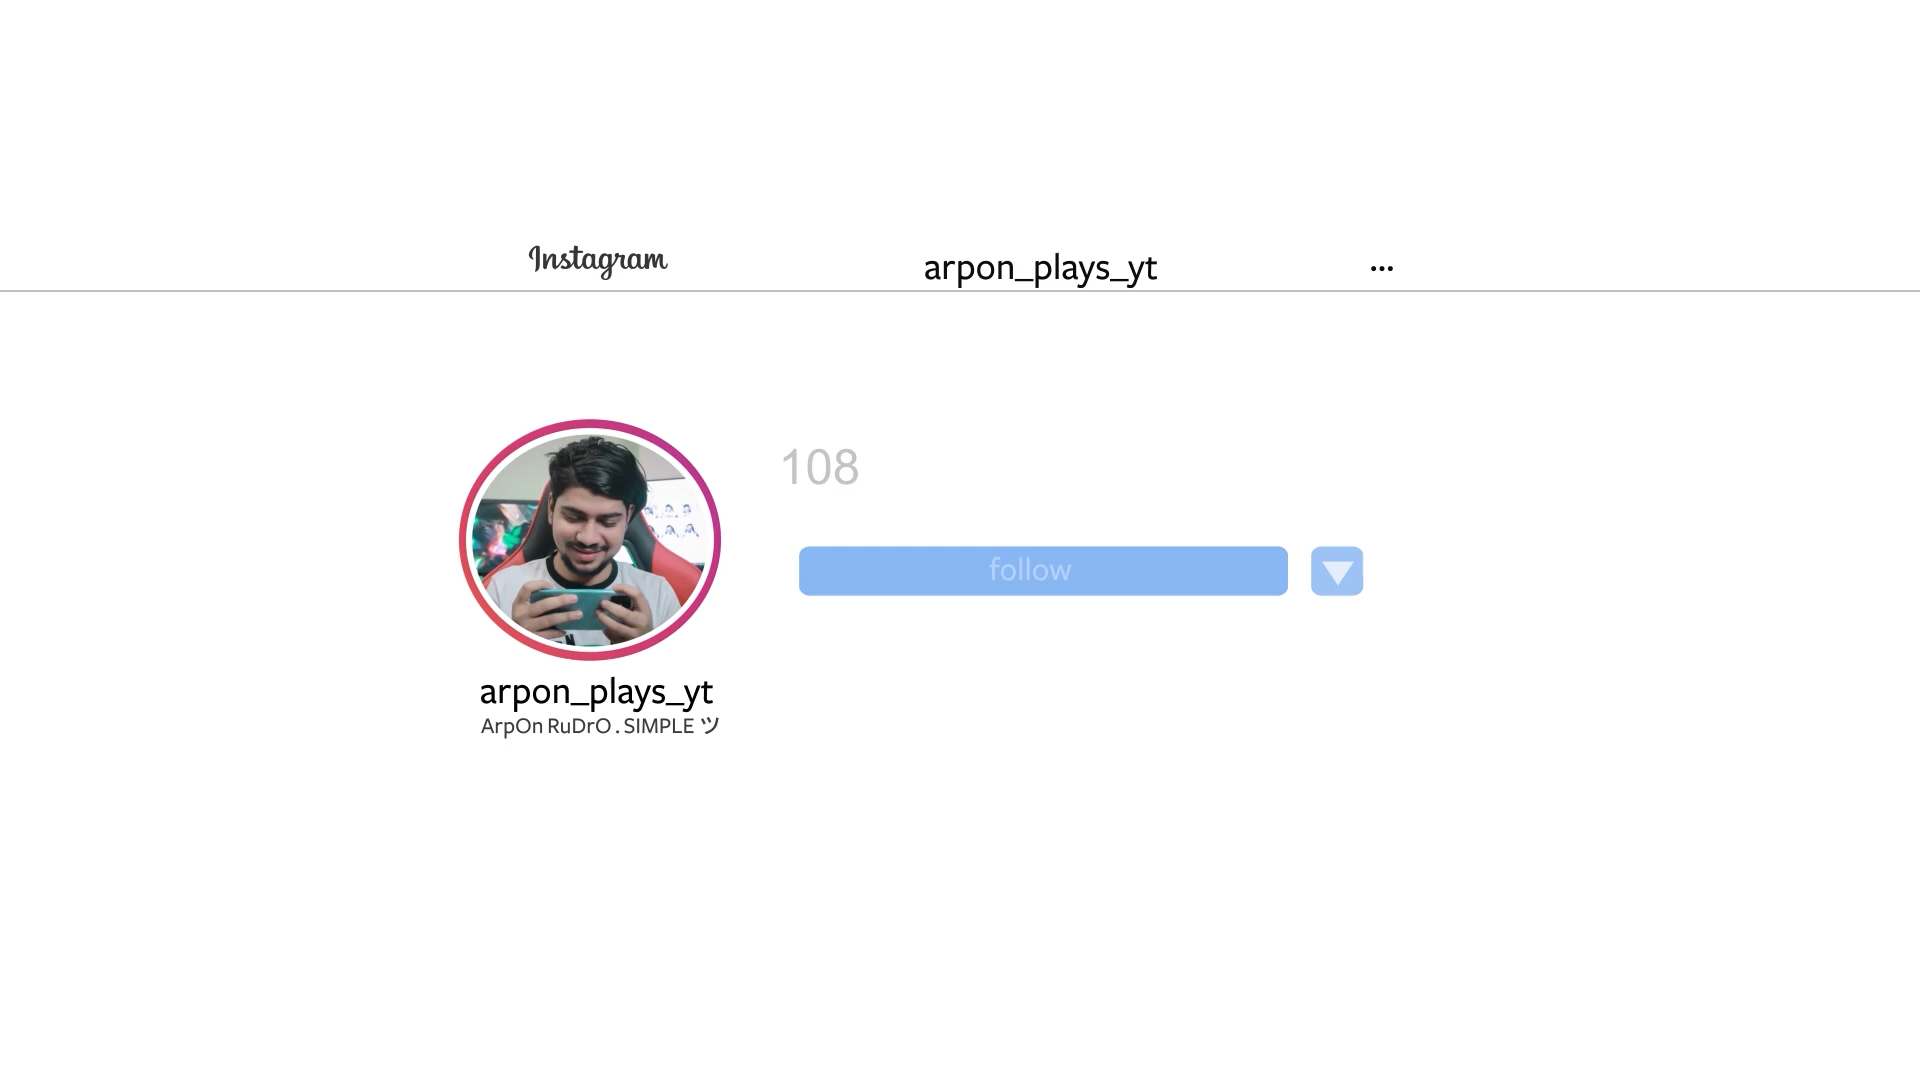 Instagram
arpon_plays_yt
...
108
follow
arpon_plays_yt
ArpOn RuDrO . SIMPLE ツ